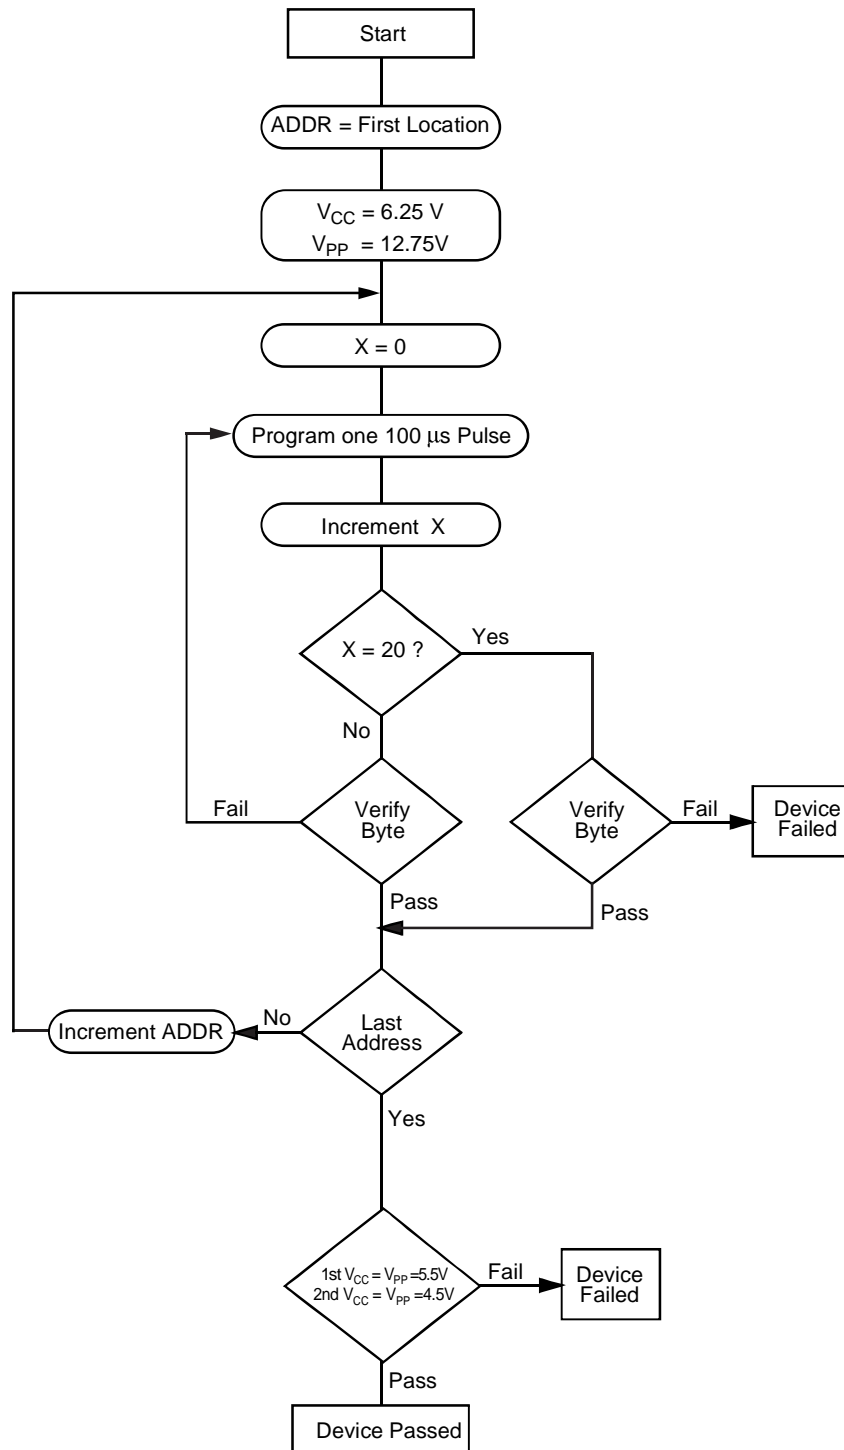 Start
ADDR = First Location
VCC = 6.25 V
VPP = 12.75V
X = 0
Program one 100 µs Pulse
Increment X
X = 20 ?
Yes
No
Fail
Verify
Byte
Verify
Byte
Fail
Device
Failed
Pass
Pass
Increment ADDR
No
Last
Address
Yes
1st VCC = VPP =5.5V
2nd VCC = VPP =4.5V
Fail
Device
Failed
Pass
Device Passed